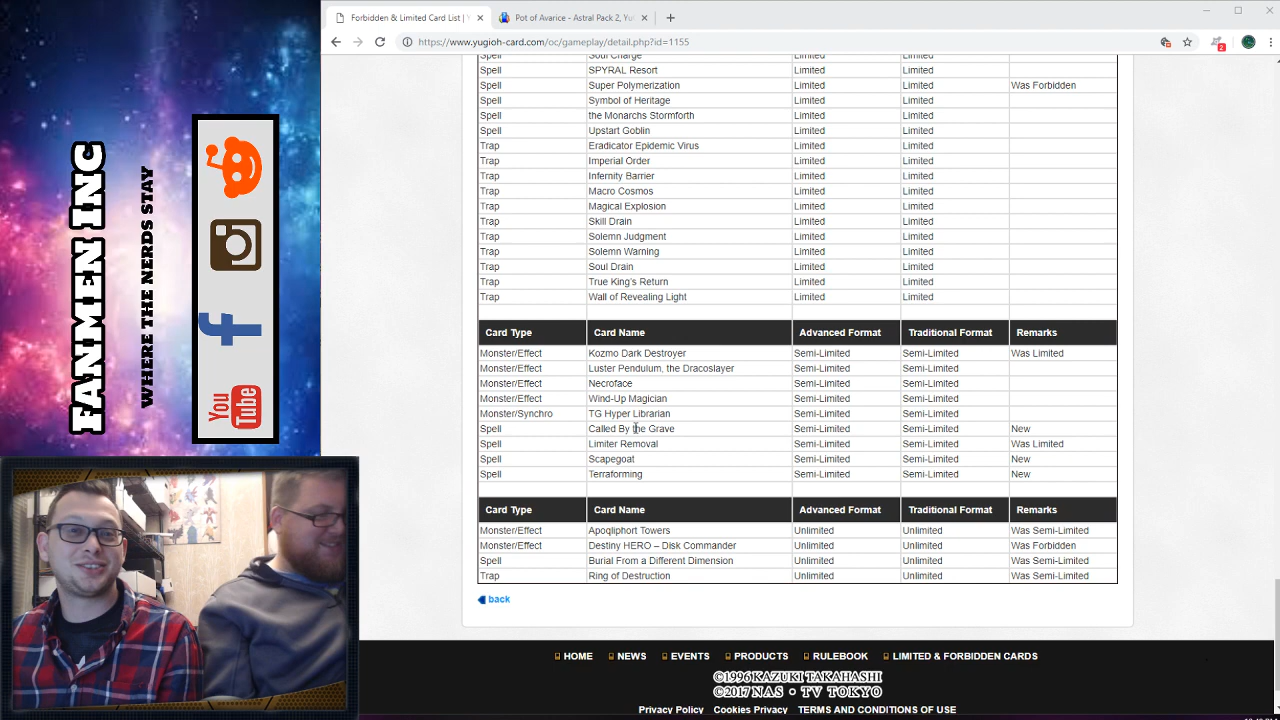 Forbidden & Limited Card List | Y
Pot of Avarice - Astral Pack 2, Yu
https://www.yugioh-card.com/oc/gameplay/detail.php?id=1155
2
FANMEN INC
WHERE THE NERDS STAY
You
Tube
Spell Soul Charge Limited Limited
Spell SPYRAL Resort Limited Limited
Spell Super Polymerization Limited Limited Was Forbidden
Spell Symbol of Heritage Limited Limited
Spell the Monarchs Stormforth Limited Limited
Spell Upstart Goblin Limited Limited
Trap Eradicator Epidemic Virus Limited Limited
Trap Imperial Order Limited Limited
Trap Infernity Barrier Limited Limited
Trap Macro Cosmos Limited Limited
Trap Magical Explosion Limited Limited
Trap Skill Drain Limited Limited
Trap Solemn Judgment Limited Limited
Trap Solemn Warning Limited Limited
Trap Soul Drain Limited Limited
Trap True King's Return Limited Limited
Trap Wall of Revealing Light Limited Limited
Card Type Card Name Advanced Format Traditional Format Remarks
Monster/Effect Kozmo Dark Destroyer Semi-Limited Semi-Limited Was Limited
Monster/Effect Luster Pendulum, the Dracoslayer Semi-Limited Semi-Limited
Monster/Effect Necroface Semi-Limited Semi-Limited
Monster/Effect Wind-Up Magician Semi-Limited Semi-Limited
Monster/Synchro TG Hyper Librarian Semi-Limited Semi-Limited
Spell Called By the Grave Semi-Limited Semi-Limited New
Spell Limiter Removal Semi-Limited Semi-Limited Was Limited
Spell Scapegoat Semi-Limited Semi-Limited New
Spell Terraforming Semi-Limited Semi-Limited New
Card Type Card Name Advanced Format Traditional Format Remarks
Monster/Effect Apoqliphort Towers Unlimited Unlimited Was Semi-Limited
Monster/Effect Destiny HERO – Disk Commander Unlimited Unlimited Was Forbidden
Spell Burial From a Different Dimension Unlimited Unlimited Was Semi-Limited
Trap Ring of Destruction Unlimited Unlimited Was Semi-Limited
back
HOME NEWS EVENTS PRODUCTS RULEBOOK LIMITED & FORBIDDEN CARDS
©1996 KAZUKI TAKAHASHI
NAS • TV TOKYO
Privacy Policy Cookies Privacy TERMS AND CONDITIONS OF USE